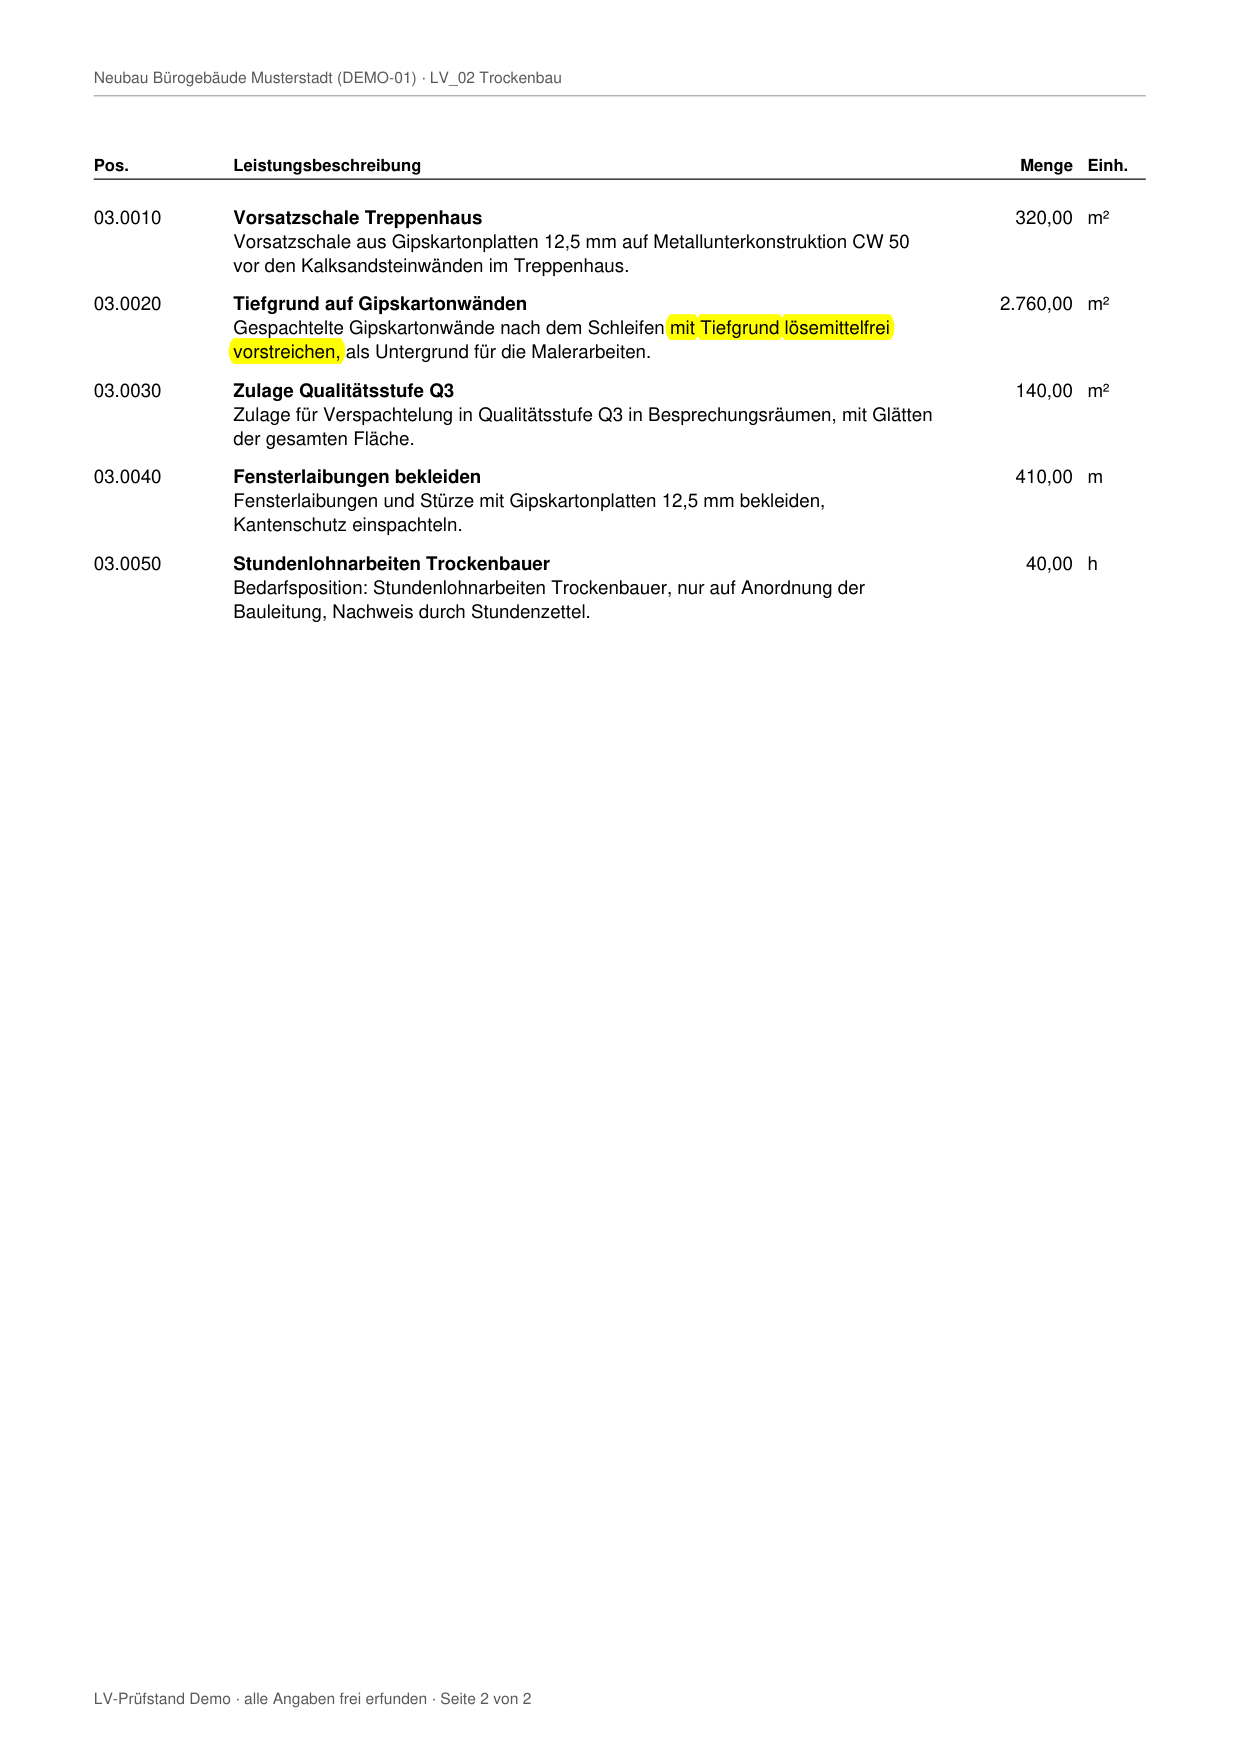 Neubau Bürogebäude Musterstadt (DEMO-01) · LV_02 Trockenbau
Pos. Leistungsbeschreibung Menge Einh.
03.0010 Vorsatzschale Treppenhaus 320,00 m²
Vorsatzschale aus Gipskartonplatten 12,5 mm auf Metallunterkonstruktion CW 50
vor den Kalksandsteinwänden im Treppenhaus.
03.0020 Tiefgrund auf Gipskartonwänden 2.760,00 m²
Gespachtelte Gipskartonwände nach dem Schleifen mit Tiefgrund lösemittelfrei
vorstreichen, als Untergrund für die Malerarbeiten.
03.0030 Zulage Qualitätsstufe Q3 140,00 m²
Zulage für Verspachtelung in Qualitätsstufe Q3 in Besprechungsräumen, mit Glätten
der gesamten Fläche.
03.0040 Fensterlaibungen bekleiden 410,00 m
Fensterlaibungen und Stürze mit Gipskartonplatten 12,5 mm bekleiden,
Kantenschutz einspachteln.
03.0050 Stundenlohnarbeiten Trockenbauer 40,00 h
Bedarfsposition: Stundenlohnarbeiten Trockenbauer, nur auf Anordnung der
Bauleitung, Nachweis durch Stundenzettel.
LV-Prüfstand Demo · alle Angaben frei erfunden · Seite 2 von 2